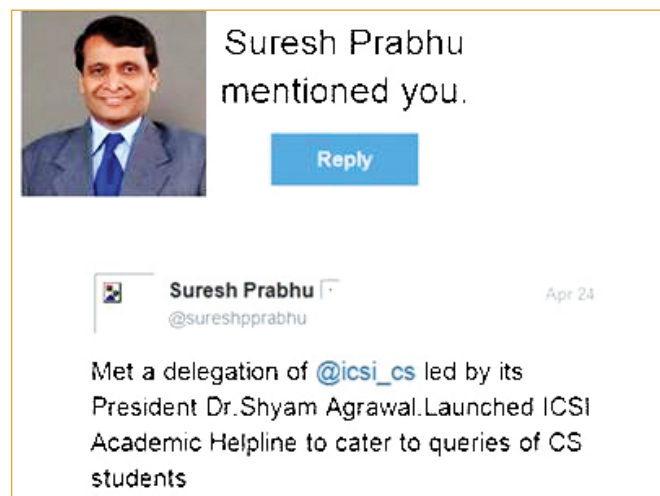 Suresh Prabhu
mentioned you.
Reply
Suresh Prabhu
Apr 24
@sureshpprabhu
Met a delegation of @icsi_cs led by its
President Dr.Shyam Agrawal.Launched ICSI
Academic Helpline to cater to queries of CS
students